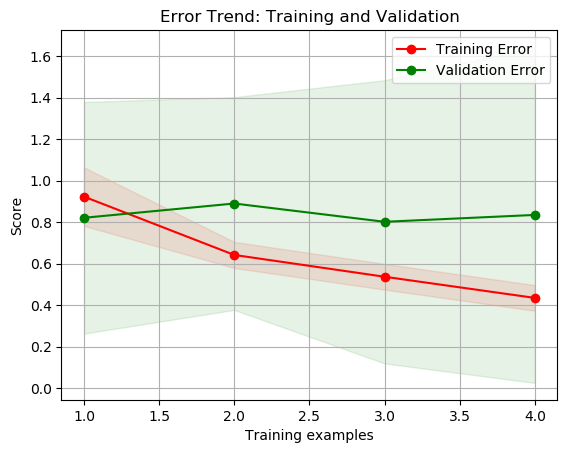 Error Trend: Training and Validation
Training Error
Validation Error
Score
1.6
1.4
1.2
1.0
0.8
0.6
0.4
0.2
0.0
1.0 1.5 2.0 2.5 3.0 3.5 4.0
Training examples